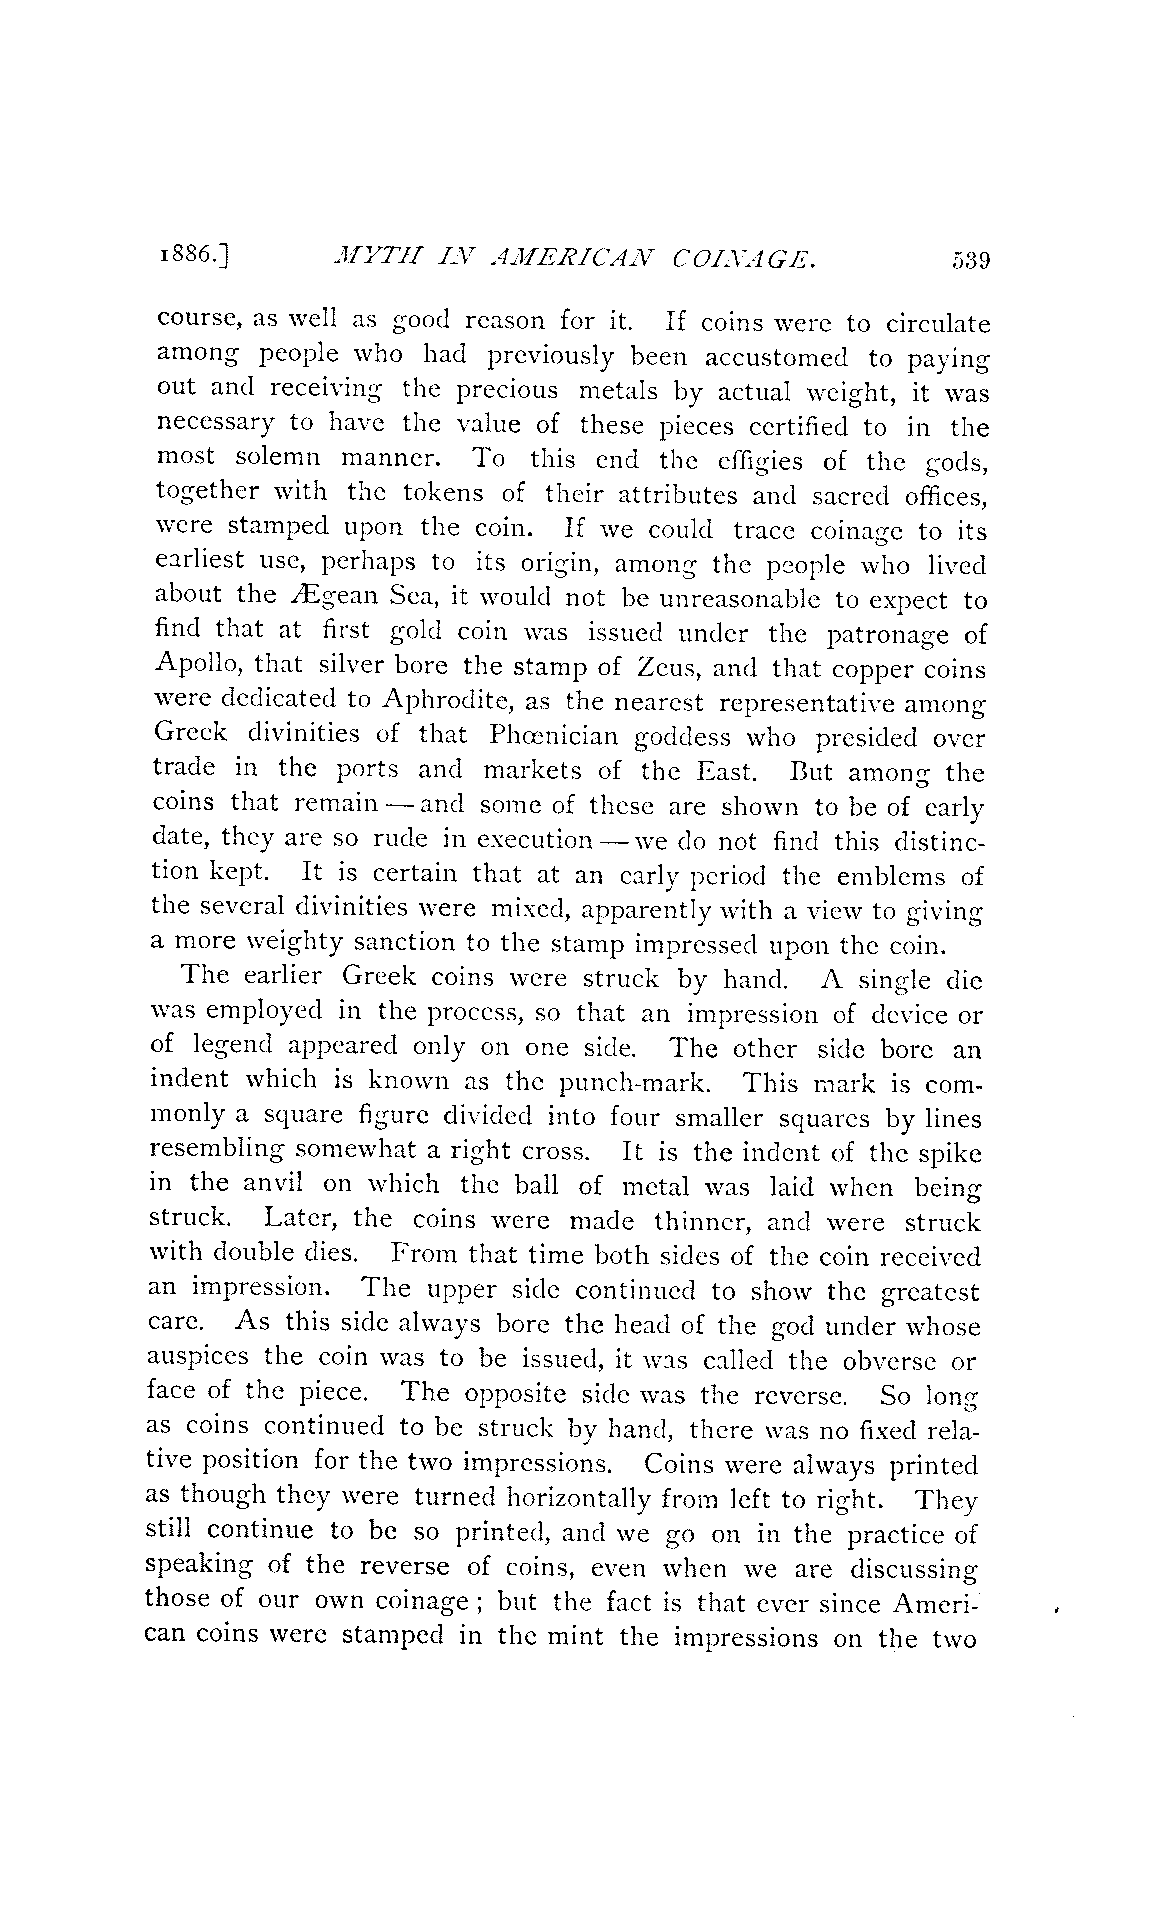 1886.] MYTH IN AMERICAN COINAGE. 539
course, as well as good reason for it. If coins were to circulate
among people who had previously been accustomed to paying
out and receiving the precious metals by actual weight, it was
necessary to have the value of these pieces certified to in the
most solemn manner. To this end the effigies of the gods,
together with the tokens of their attributes and sacred offices,
were stamped upon the coin. If we could trace coinage to its
earliest use, perhaps to its origin, among the people who lived
about the Ægean Sea, it would not be unreasonable to expect to
find that at first gold coin was issued under the patronage of
Apollo, that silver bore the stamp of Zeus, and that copper coins
were dedicated to Aphrodite, as the nearest representative among
Greek divinities of that Phœnician goddess who presided over
trade in the ports and markets of the East. But among the
coins that remain — and some of these are shown to be of early
date, they are so rude in execution — we do not find this distinc-
tion kept. It is certain that at an early period the emblems of
the several divinities were mixed, apparently with a view to giving
a more weighty sanction to the stamp impressed upon the coin.
The earlier Greek coins were struck by hand. A single die
was employed in the process, so that an impression of device or
of legend appeared only on one side. The other side bore an
indent which is known as the punch-mark. This mark is com-
monly a square figure divided into four smaller squares by lines
resembling somewhat a right cross. It is the indent of the spike
in the anvil on which the ball of metal was laid when being
struck. Later, the coins were made thinner, and were struck
with double dies. From that time both sides of the coin received
an impression. The upper side continued to show the greatest
care. As this side always bore the head of the god under whose
auspices the coin was to be issued, it was called the obverse or
face of the piece. The opposite side was the reverse. So long
as coins continued to be struck by hand, there was no fixed rela-
tive position for the two impressions. Coins were always printed
as though they were turned horizontally from left to right. They
still continue to be so printed, and we go on in the practice of
speaking of the reverse of coins, even when we are discussing
those of our own coinage; but the fact is that ever since Ameri-
can coins were stamped in the mint the impressions on the two